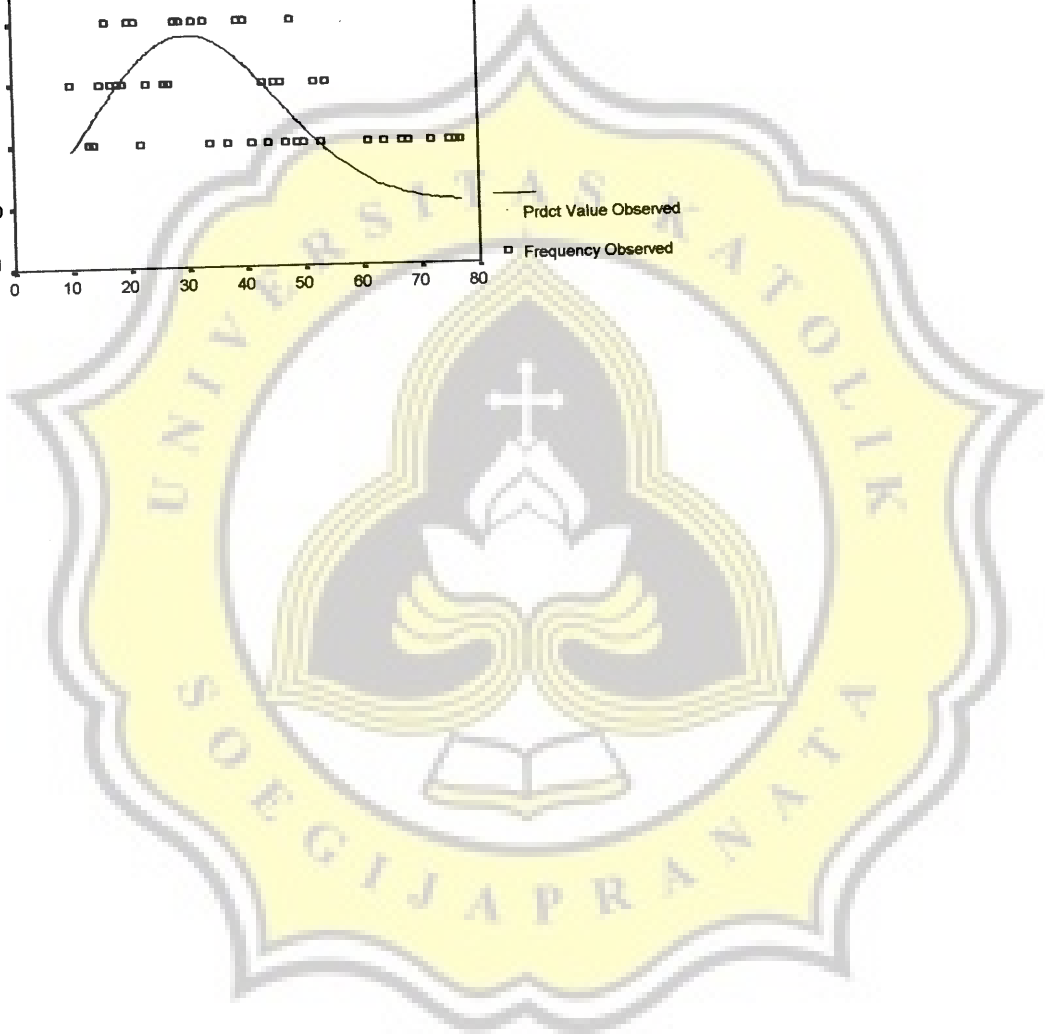 Prdct Value Observed
Frequency Observed
0 10 20 30 40 50 60 70 80
UNIVERSITAS KATOLIK
SOEGIJAPRANATA